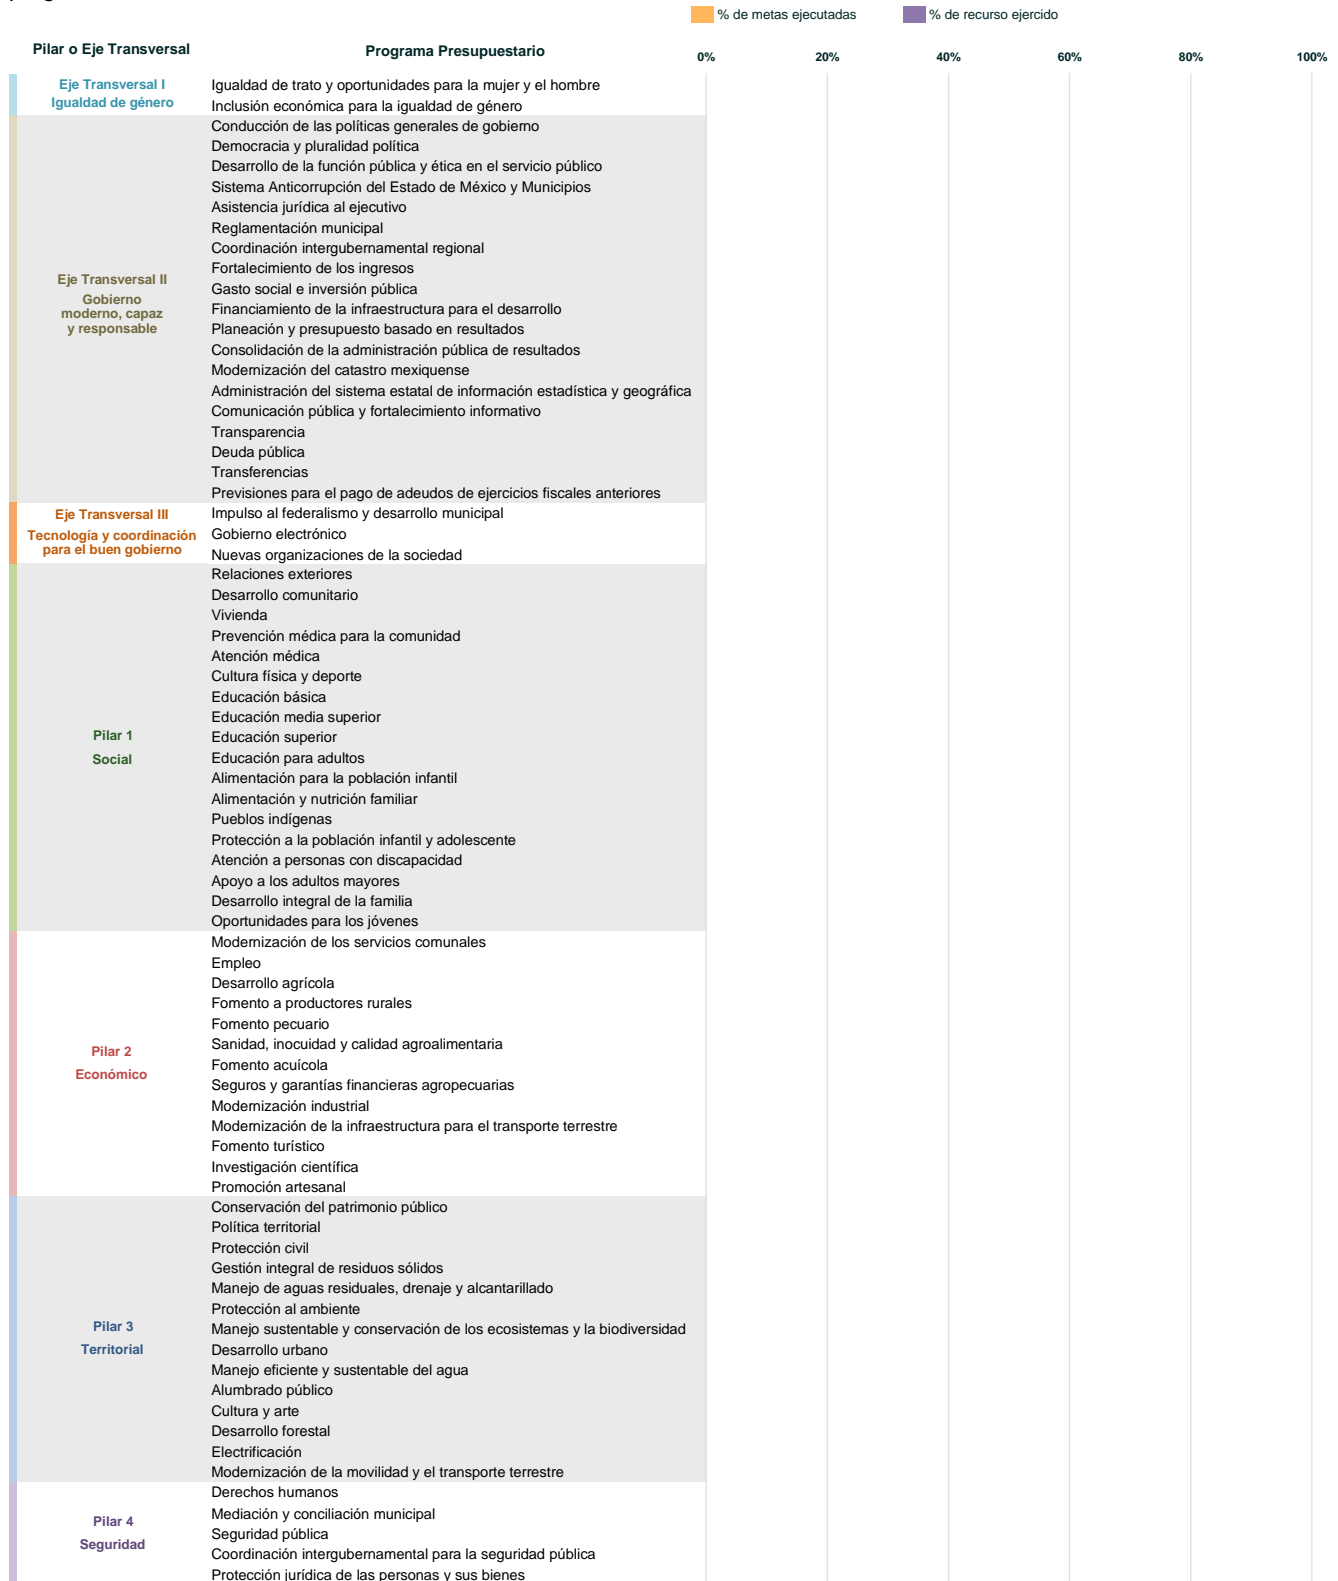 % de metas ejecutadas
% de recurso ejercido
Pilar o Eje Transversal
Programa Presupuestario
0%
20%
40%
60%
80%
100%
Eje Transversal I
Igualdad de género
Igualdad de trato y oportunidades para la mujer y el hombre
Inclusión económica para la igualdad de género
Eje Transversal II
Gobierno
moderno, capaz
y responsable
Conducción de las políticas generales de gobierno
Democracia y pluralidad política
Desarrollo de la función pública y ética en el servicio público
Sistema Anticorrupción del Estado de México y Municipios
Asistencia jurídica al ejecutivo
Reglamentación municipal
Coordinación intergubernamental regional
Fortalecimiento de los ingresos
Gasto social e inversión pública
Financiamiento de la infraestructura para el desarrollo
Planeación y presupuesto basado en resultados
Consolidación de la administración pública de resultados
Modernización del catastro mexiquense
Administración del sistema estatal de información estadística y geográfica
Comunicación pública y fortalecimiento informativo
Transparencia
Deuda pública
Transferencias
Previsiones para el pago de adeudos de ejercicios fiscales anteriores
Eje Transversal III
Tecnología y coordinación
para el buen gobierno
Impulso al federalismo y desarrollo municipal
Gobierno electrónico
Nuevas organizaciones de la sociedad
Pilar 1
Social
Relaciones exteriores
Desarrollo comunitario
Vivienda
Prevención médica para la comunidad
Atención médica
Cultura física y deporte
Educación básica
Educación media superior
Educación superior
Educación para adultos
Alimentación para la población infantil
Alimentación y nutrición familiar
Pueblos indígenas
Protección a la población infantil y adolescente
Atención a personas con discapacidad
Apoyo a los adultos mayores
Desarrollo integral de la familia
Oportunidades para los jóvenes
Pilar 2
Económico
Modernización de los servicios comunales
Empleo
Desarrollo agrícola
Fomento a productores rurales
Fomento pecuario
Sanidad, inocuidad y calidad agroalimentaria
Fomento acuícola
Seguros y garantías financieras agropecuarias
Modernización industrial
Modernización de la infraestructura para el transporte terrestre
Fomento turístico
Investigación científica
Promoción artesanal
Pilar 3
Territorial
Conservación del patrimonio público
Política territorial
Protección civil
Gestión integral de residuos sólidos
Manejo de aguas residuales, drenaje y alcantarillado
Protección al ambiente
Manejo sustentable y conservación de los ecosistemas y la biodiversidad
Desarrollo urbano
Manejo eficiente y sustentable del agua
Alumbrado público
Cultura y arte
Desarrollo forestal
Electrificación
Modernización de la movilidad y el transporte terrestre
Pilar 4
Seguridad
Derechos humanos
Mediación y conciliación municipal
Seguridad pública
Coordinación intergubernamental para la seguridad pública
Protección jurídica de las personas y sus bienes